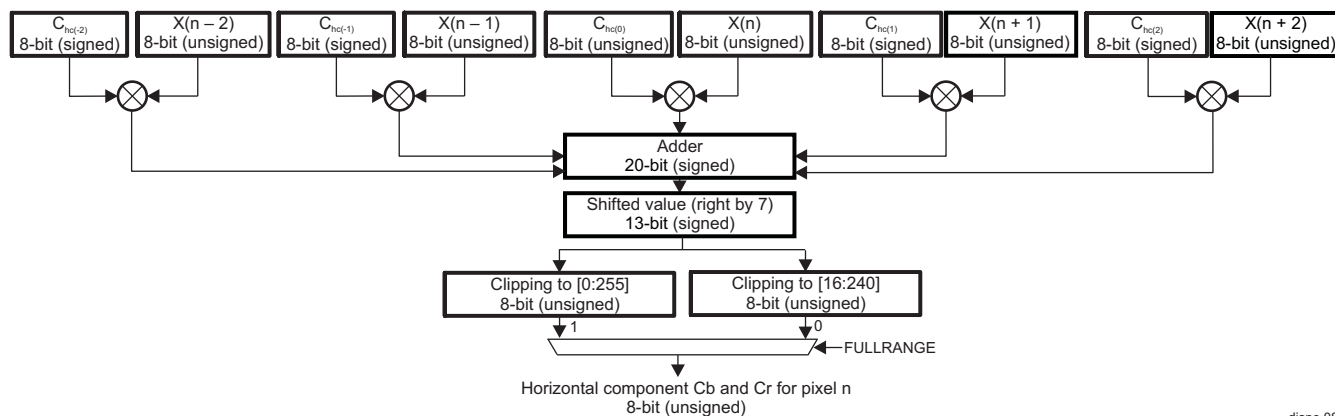 C hc(-2)
8-bit (signed)
X(n – 2)
8-bit (unsigned)
C hc(-1)
8-bit (signed)
X(n – 1)
8-bit (unsigned)
C hc(0)
8-bit (unsigned)
X(n)
8-bit (unsigned)
C hc(1)
8-bit (signed)
X(n + 1)
8-bit (unsigned)
C hc(2)
8-bit (signed)
X(n + 2)
8-bit (unsigned)
Adder
20-bit (signed)
Shifted value (right by 7)
13-bit (signed)
Clipping to [0:255]
8-bit (unsigned)
Clipping to [16:240]
8-bit (unsigned)
1
0
FULLRANGE
Horizontal component Cb and Cr for pixel n
8-bit (unsigned)